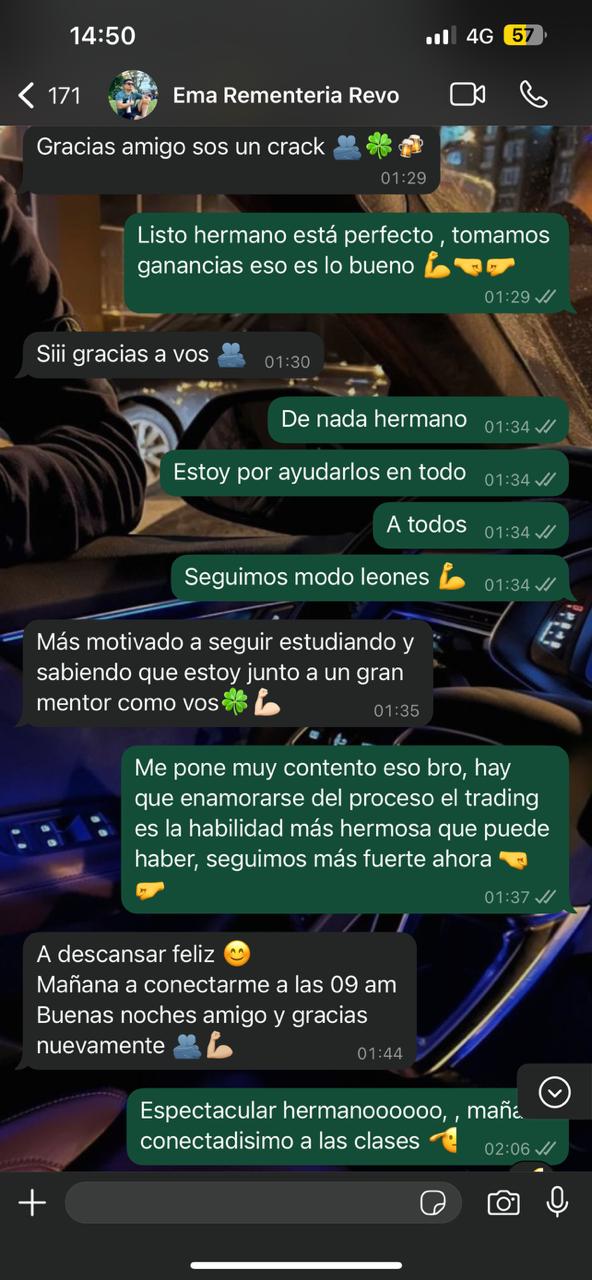 14:50
4G
57
171
Ema Rementeria Revo
Gracias amigo sos un crack 🫂🍀🍻
01:29
Listo hermano está perfecto , tomamos
ganancias eso es lo bueno 💪🤜🤛
01:29
Siii gracias a vos 🫂 01:30
De nada hermano 01:34
Estoy por ayudarlos en todo 01:34
A todos 01:34
Seguimos modo leones 💪 01:34
Más motivado a seguir estudiando y
sabiendo que estoy junto a un gran
mentor como vos🍀💪🏻
01:35
Me pone muy contento eso bro, hay
que enamorarse del proceso el trading
es la habilidad más hermosa que puede
haber, seguimos más fuerte ahora 🤜
🤛
01:37
A descansar feliz 😊
Mañana a conectarme a las 09 am
Buenas noches amigo y gracias
nuevamente 🫂💪🏼
01:44
Espectacular hermanoooooo, ,
conectadisimo a las clases 🫡 02:06